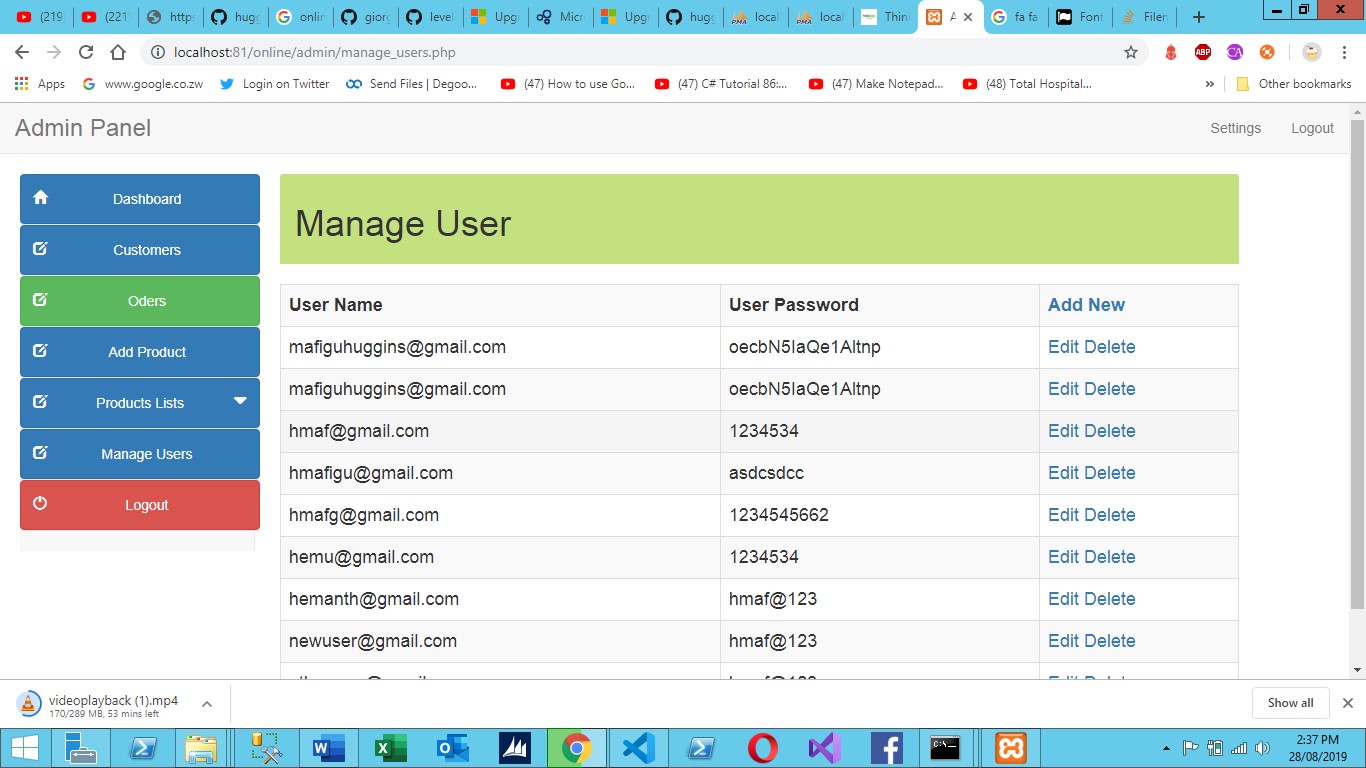 (219 (221 http: hugg onlin giorg level Upg Micr Upg hugg local local Thin A fa fa Font Filen
localhost:81/online/admin/manage_users.php
Apps www.google.co.zw Login on Twitter Send Files | Degoo... (47) How to use Go... (47) C# Tutorial 86:... (47) Make Notepad... (48) Total Hospital... » Other bookmarks
Admin Panel Settings Logout
Dashboard
Customers
Oders
Add Product
Products Lists
Manage Users
Logout
Manage User
User Name User Password Add New
mafiguhuggins@gmail.com oecbN5IaQe1Altnp Edit Delete
mafiguhuggins@gmail.com oecbN5IaQe1Altnp Edit Delete
hmaf@gmail.com 1234534 Edit Delete
hmafigu@gmail.com asdcsdcc Edit Delete
hmafg@gmail.com 1234545662 Edit Delete
hemu@gmail.com 1234534 Edit Delete
hemanth@gmail.com hmaf@123 Edit Delete
newuser@gmail.com hmaf@123 Edit Delete
videoplayback (1).mp4
170/289 MB, 53 mins left
Show all
2:37 PM
28/08/2019